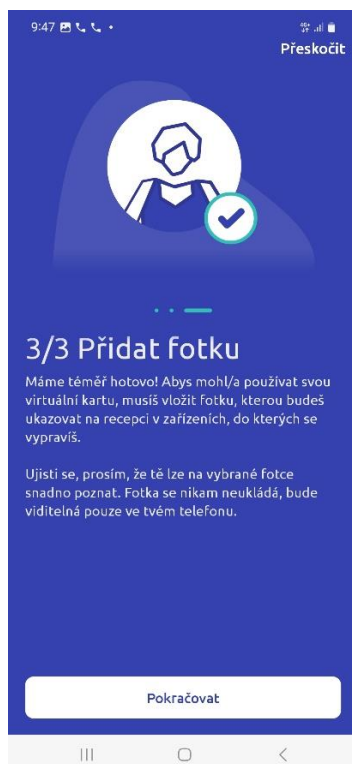 9:47
Přeskočit
3/3 Přidat fotku
Máme téměř hotovo! Abys mohl/a používat svou
virtuální kartu, musíš vložit fotku, kterou budeš
ukazovat na recepci v zařízeních, do kterých se
vypravíš.
Ujisti se, prosím, že tě lze na vybrané fotce
snadno poznat. Fotka se nikam neukládá, bude
viditelná pouze ve tvém telefonu.
Pokračovat